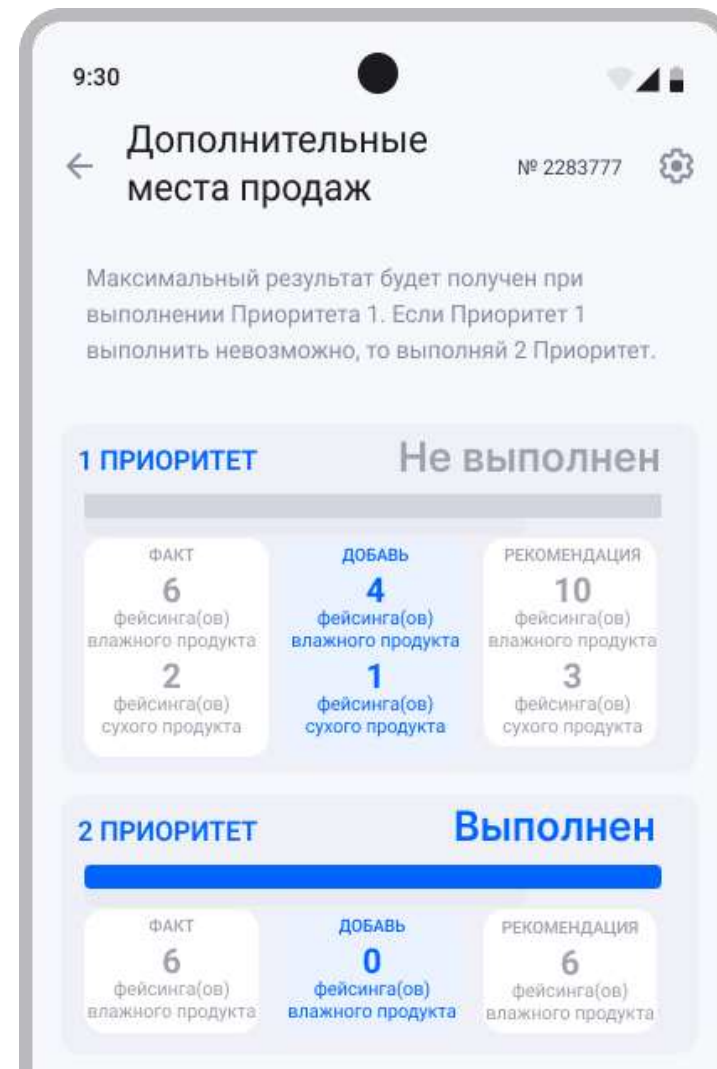 9:30
Дополнительные
места продаж
№ 2283777
Максимальный результат будет получен при
выполнении Приоритета 1. Если Приоритет 1
выполнить невозможно, то выполняй 2 Приоритет.
1 ПРИОРИТЕТ
Не выполнен
ФАКТ
6
фейсинга(ов)
влажного продукта
2
фейсинга(ов)
сухого продукта
ДОБАВЬ
4
фейсинга(ов)
влажного продукта
1
фейсинга(ов)
сухого продукта
РЕКОМЕНДАЦИЯ
10
фейсинга(ов)
влажного продукта
3
фейсинга(ов)
сухого продукта
2 ПРИОРИТЕТ
Выполнен
ФАКТ
6
фейсинга(ов)
влажного продукта
ДОБАВЬ
0
фейсинга(ов)
влажного продукта
РЕКОМЕНДАЦИЯ
6
фейсинга(ов)
влажного продукта